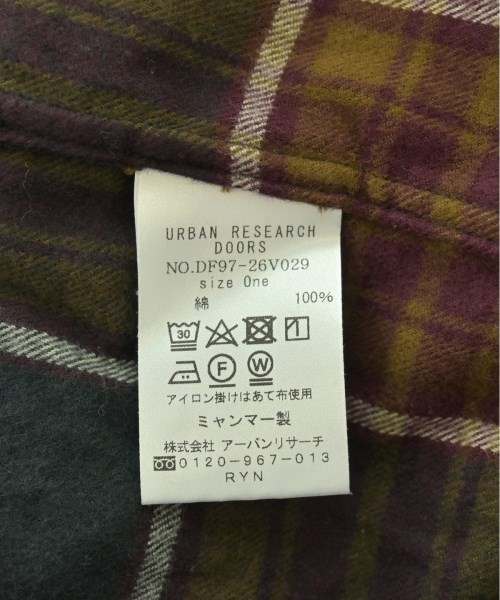 URBAN RESEARCH
DOORS
NO.DF97-26V029
size One
綿 100%
30
F W
アイロン掛けはあて布使用
ミャンマー製
株式会社 アーバンリサーチ
0120-967-013
RYN